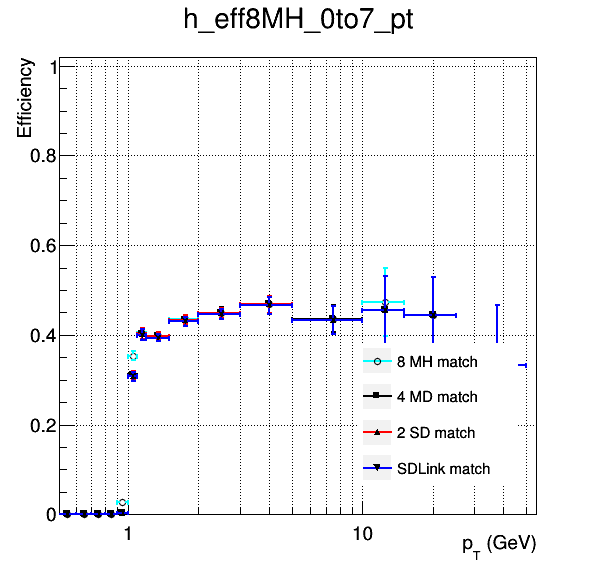 h_eff8MH_0to7_pt
Efficiency
1
0.8
0.6
0.4
0.2
0
8 MH match
4 MD match
2 SD match
SDLink match
1
10
p_T (GeV)